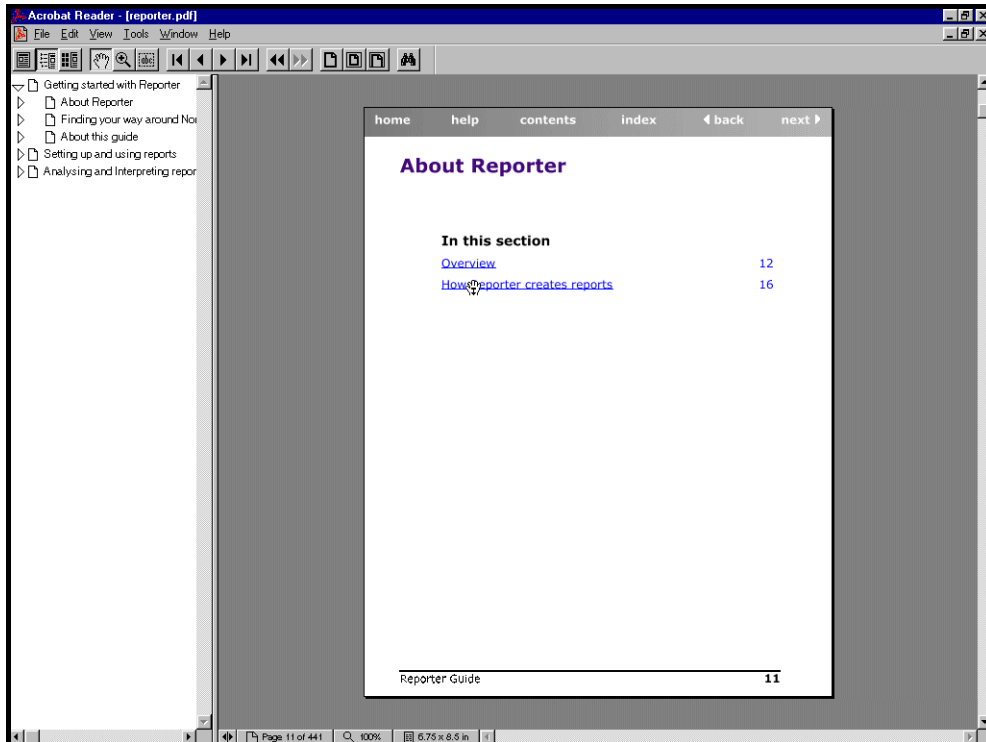 Acrobat Reader - [reporter.pdf]
File Edit View Tools Window Help
abc
Getting started with Reporter
About Reporter
Finding your way around Nor
About this guide
Setting up and using reports
Analysing and Interpreting repor
home help contents index back next
About Reporter
In this section
Overview 12
How reporter creates reports 16
Reporter Guide 11
Page 11 of 441 100% 6.75 x 8.5 in